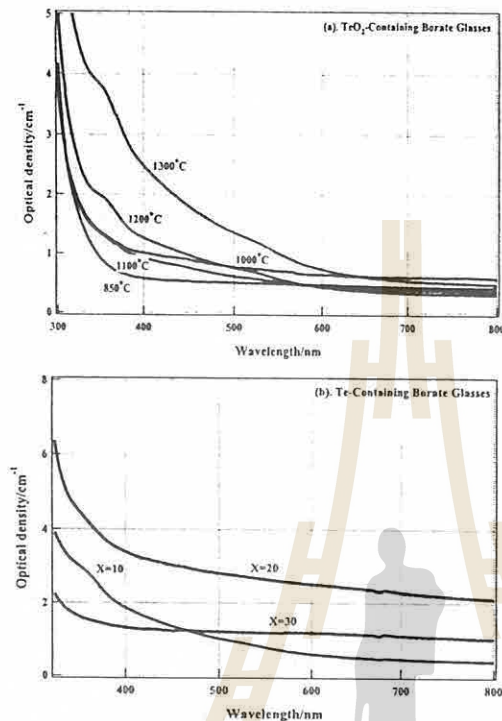 (a). TeO₂-Containing Borate Glasses
Optical density/cm⁻¹
5
4
3
2
1
0
1300°C
1200°C
1000°C
1100°C
850°C
300 400 500 600 700 800
Wavelength/nm
(b). Te-Containing Borate Glasses
Optical density/cm⁻¹
8
6
4
2
0
X=10
X=20
X=30
400 500 600 700 800
Wavelength/nm